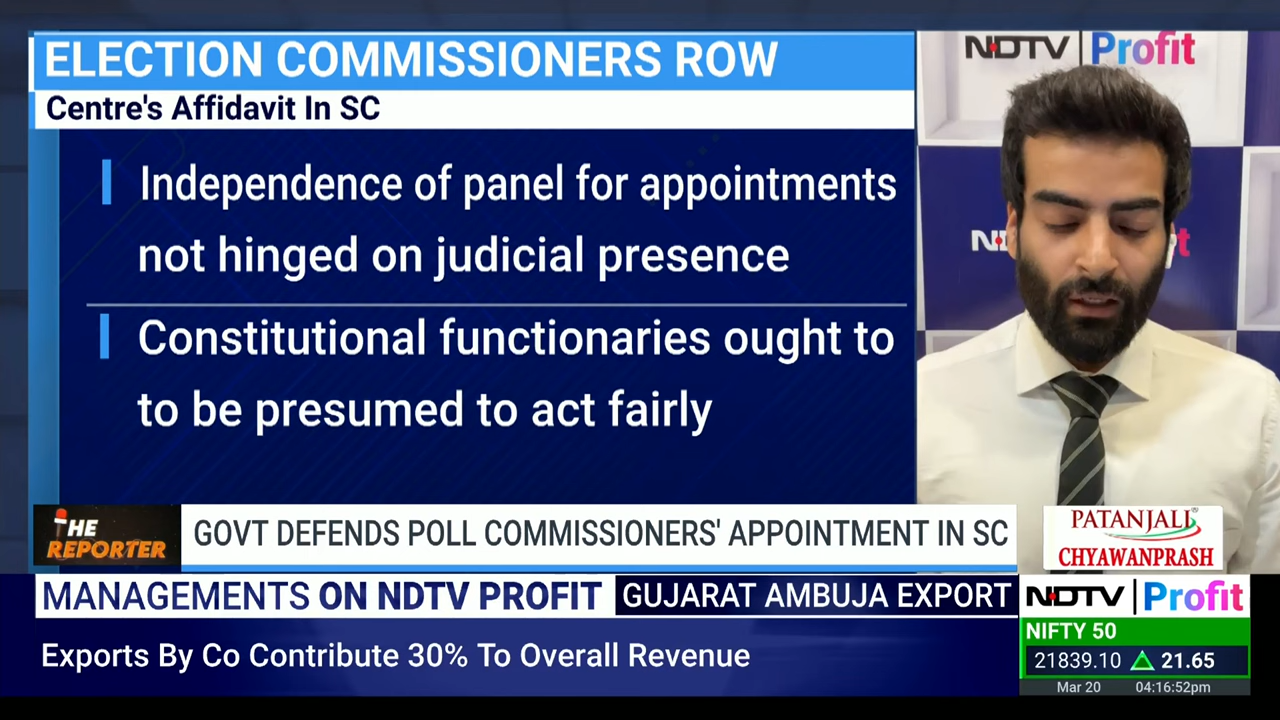 ELECTION COMMISSIONERS ROW
Centre's Affidavit In SC
Independence of panel for appointments
not hinged on judicial presence
Constitutional functionaries ought to
to be presumed to act fairly
NDTV Profit
THE
REPORTER
GOVT DEFENDS POLL COMMISSIONERS' APPOINTMENT IN SC
PATANJALI
CHYAWANPRASH
MANAGEMENTS ON NDTV PROFIT
GUJARAT AMBUJA EXPORT
Exports By Co Contribute 30% To Overall Revenue
NDTV Profit
NIFTY 50
21839.10 ▲ 21.65
Mar 20 04:16:52pm